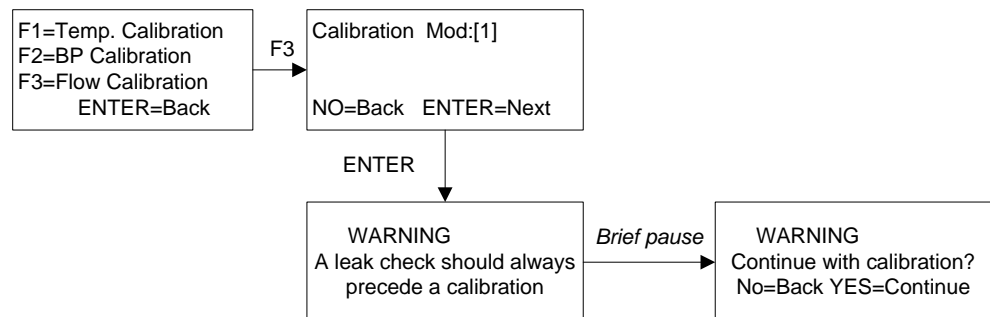 F1=Temp. Calibration
F2=BP Calibration
F3=Flow Calibration
ENTER=Back
F3
Calibration Mod:[1]
NO=Back ENTER=Next
ENTER
WARNING
A leak check should always
precede a calibration
Brief pause
WARNING
Continue with calibration?
No=Back YES=Continue